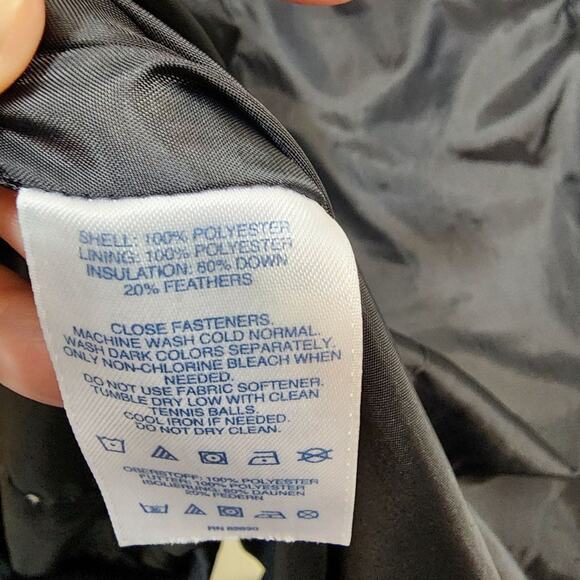 SHELL: 100% POLYESTER
LINING: 100% POLYESTER
INSULATION: 80% DOWN
20% FEATHERS
CLOSE FASTENERS.
MACHINE WASH COLD NORMAL.
WASH DARK COLORS SEPARATELY.
ONLY NON-CHLORINE BLEACH WHEN
NEEDED.
DO NOT USE FABRIC SOFTENER.
TUMBLE DRY LOW WITH CLEAN
TENNIS BALLS.
COOL IRON IF NEEDED.
DO NOT DRY CLEAN.
OBERSTOFF: 100% POLYESTER
FUTTER: 100% POLYESTER
ISOLIERUNG: 80% DAUNEN
20% FEDERN
RN